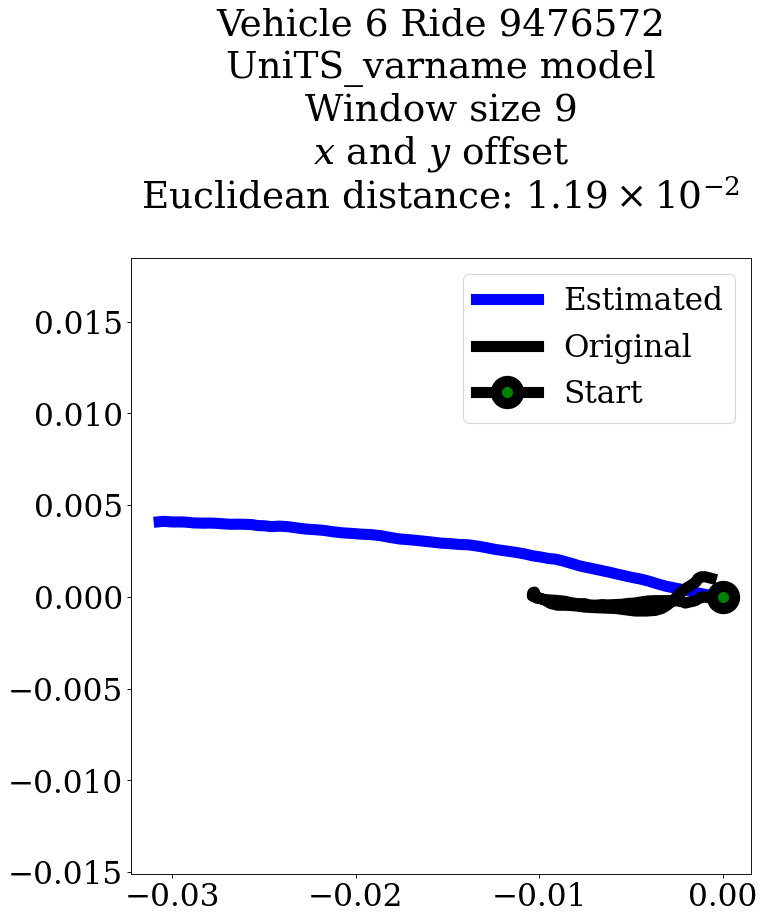 Vehicle 6 Ride 9476572
UniTS_varname model
Window size 9
x and y offset
Euclidean distance: 1.19 × 10⁻²
Estimated
Original
Start
0.015
0.010
0.005
0.000
−0.005
−0.010
−0.015
−0.03 −0.02 −0.01 0.00